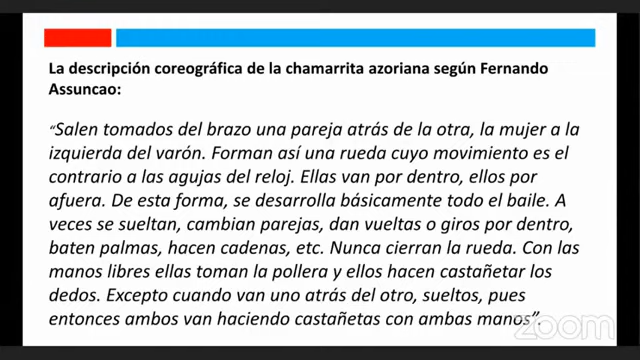 La descripción coreográfica de la chamarrita azoriana según Fernando
Assuncao:
“Salen tomados del brazo una pareja atrás de la otra, la mujer a la
izquierda del varón. Forman así una rueda cuyo movimiento es el
contrario a las agujas del reloj. Ellas van por dentro, ellos por
afuera. De esta forma, se desarrolla básicamente todo el baile. A
veces se sueltan, cambian parejas, dan vueltas o giros por dentro,
baten palmas, hacen cadenas, etc. Nunca cierran la rueda. Con las
manos libres ellas toman la pollera y ellos hacen castañetar los
dedos. Excepto cuando van uno atrás del otro, sueltos, pues
entonces ambos van haciendo castañetas con ambas manos”.
zoom